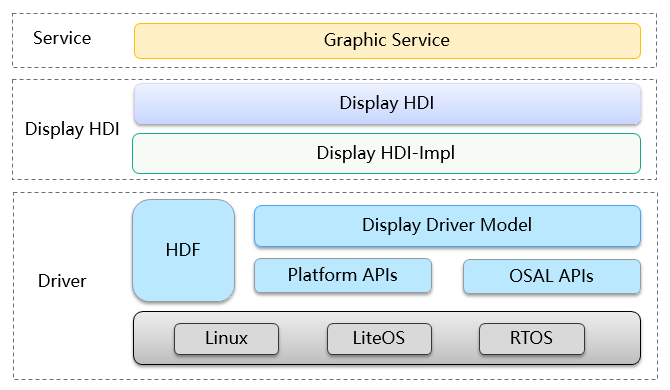 Service
Graphic Service
Display HDI
Display HDI
Display HDI-Impl
Driver
HDF
Display Driver Model
Platform APIs
OSAL APIs
Linux
LiteOS
RTOS